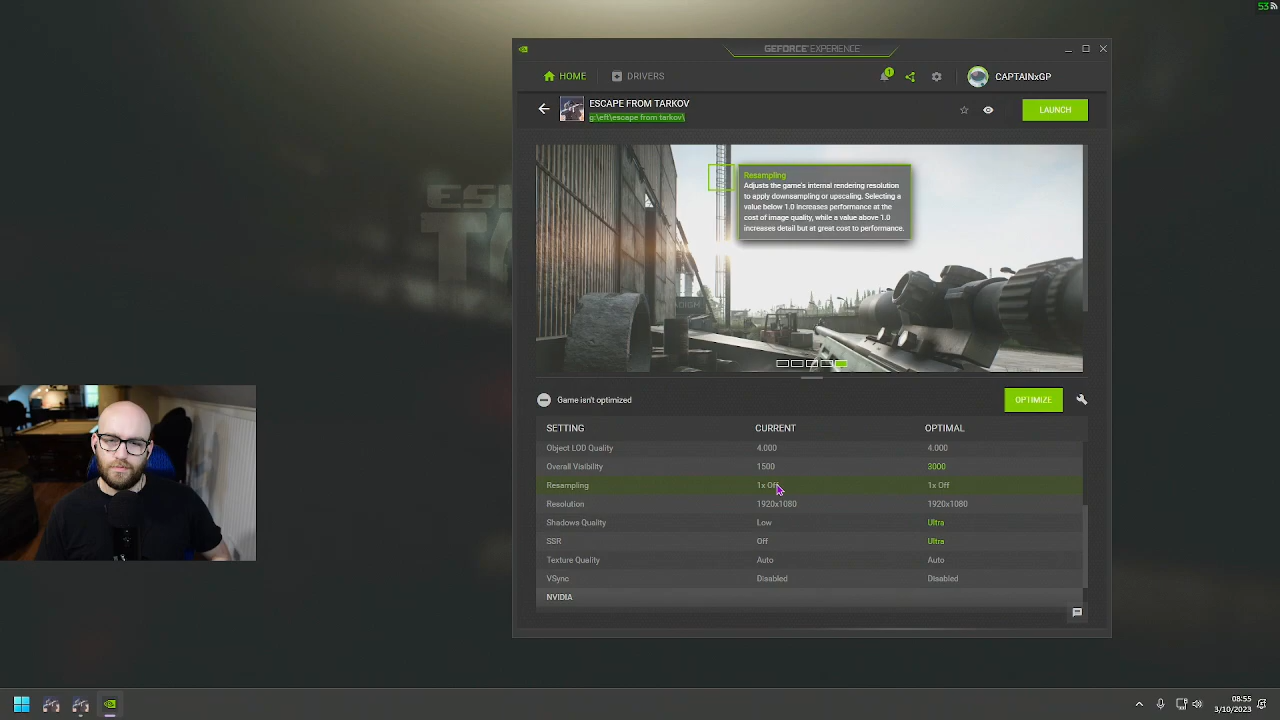 53
GEFORCE EXPERIENCE
HOME
DRIVERS
1
CAPTAINxGP
ESCAPE FROM TARKOV
g:\eft\escape from tarkov\
LAUNCH
Resampling
Adjusts the game's internal rendering resolution
to apply downsampling or upscaling. Selecting a
value below 1.0 increases performance at the
cost of image quality, while a value above 1.0
increases detail but at great cost to performance.
Game isn't optimized
OPTIMIZE
SETTING CURRENT OPTIMAL
Object LOD Quality 4.000 4.000
Overall Visibility 1500 3000
Resampling 1x Off 1x Off
Resolution 1920x1080 1920x1080
Shadows Quality Low Ultra
SSR Off Ultra
Texture Quality Auto Auto
VSync Disabled Disabled
NVIDIA
08:55
3/10/2023